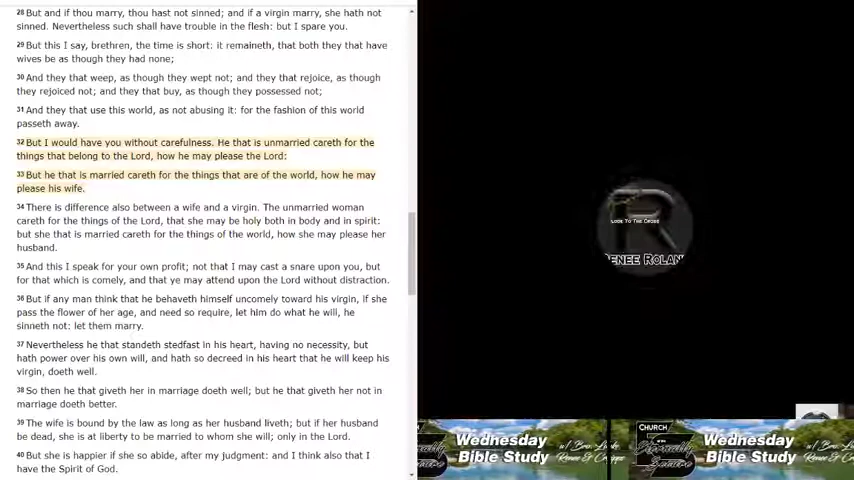 28 But and if thou marry, thou hast not sinned; and if a virgin marry, she hath not
sinned. Nevertheless such shall have trouble in the flesh: but I spare you.
29 But this I say, brethren, the time is short: it remaineth, that both they that have
wives be as though they had none;
30 And they that weep, as though they wept not; and they that rejoice, as though
they rejoiced not; and they that buy, as though they possessed not;
31 And they that use this world, as not abusing it: for the fashion of this world
passeth away.
32 But I would have you without carefulness. He that is unmarried careth for the
things that belong to the Lord, how he may please the Lord:
33 But he that is married careth for the things that are of the world, how he may
please his wife.
34 There is difference also between a wife and a virgin. The unmarried woman
careth for the things of the Lord, that she may be holy both in body and in spirit:
but she that is married careth for the things of the world, how she may please her
husband.
35 And this I speak for your own profit; not that I may cast a snare upon you, but
for that which is comely, and that ye may attend upon the Lord without distraction.
36 But if any man think that he behaveth himself uncomely toward his virgin, if she
pass the flower of her age, and need so require, let him do what he will, he
sinneth not: let them marry.
37 Nevertheless he that standeth stedfast in his heart, having no necessity, but
hath power over his own will, and hath so decreed in his heart that he will keep his
virgin, doeth well.
38 So then he that giveth her in marriage doeth well; but he that giveth her not in
marriage doeth better.
39 The wife is bound by the law as long as her husband liveth; but if her husband
be dead, she is at liberty to be married to whom she will; only in the Lord.
40 But she is happier if she so abide, after my judgment: and I think also that I
have the Spirit of God.
R
LOOK TO THE CROSS
RENEE ROLAN
Wednesday
Bible Study
w/ Bro. Luke,
Renee &
CHURCH
Eternally
Secure
Wednesday
Bible Study
w/
Renee